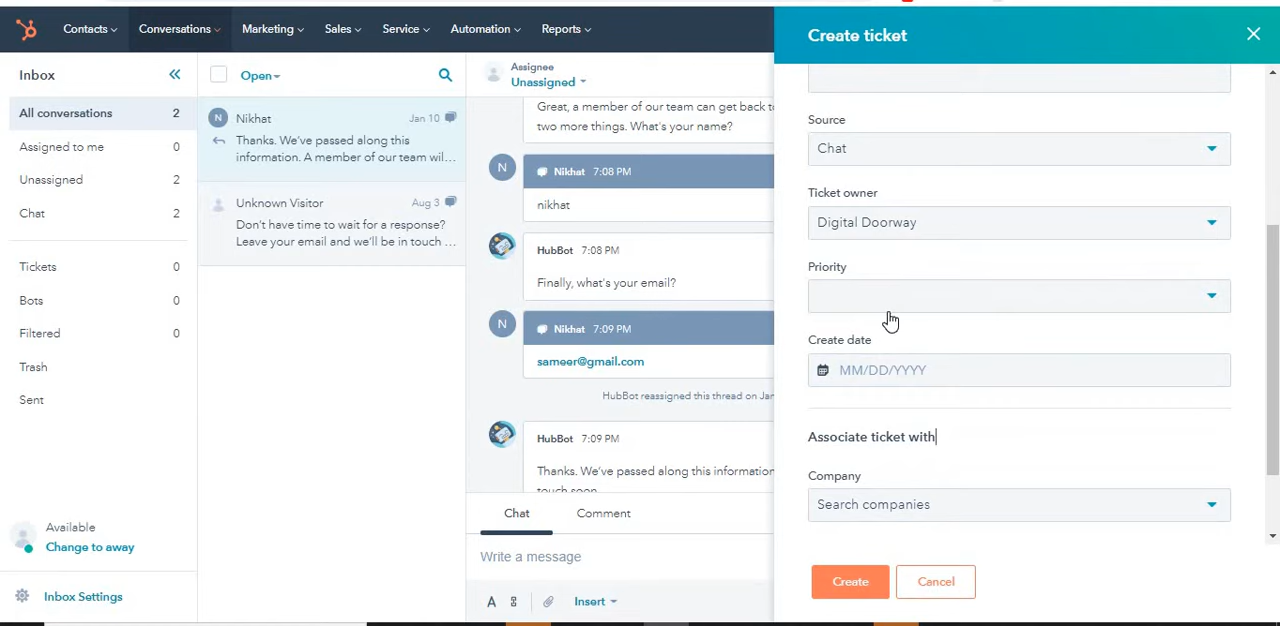 Contacts
Conversations
Marketing
Sales
Service
Automation
Reports
Inbox
All conversations 2
Assigned to me 0
Unassigned 2
Chat 2
Tickets 0
Bots 0
Filtered 0
Trash
Sent
Available
Change to away
Inbox Settings
Open
N Nikhat Jan 10
Thanks. We've passed along this
information. A member of our team wil...
Unknown Visitor Aug 3
Don't have time to wait for a response?
Leave your email and we'll be in touch ...
Assignee
Unassigned
Great, a member of our team can get back to
two more things. What's your name?
N Nikhat 7:08 PM
nikhat
HubBot 7:08 PM
Finally, what's your email?
N Nikhat 7:09 PM
sameer@gmail.com
HubBot reassigned this thread on Jan
HubBot 7:09 PM
Thanks. We've passed along this information
touch soon
Chat Comment
Write a message
A Insert
Create ticket
Source
Chat
Ticket owner
Digital Doorway
Priority
Create date
MM/DD/YYYY
Associate ticket with
Company
Search companies
Create Cancel